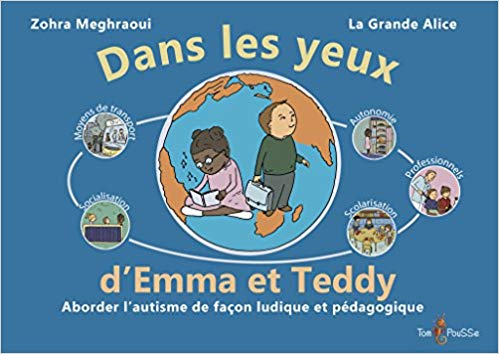 Zohra Meghraoui
La Grande Alice
Dans les yeux
Moyens de transport
Autonomie
Professionnels
Socialisation
Scolarisation
d'Emma et Teddy
Aborder l'autisme de façon ludique et pédagogique
Tom PouSSe